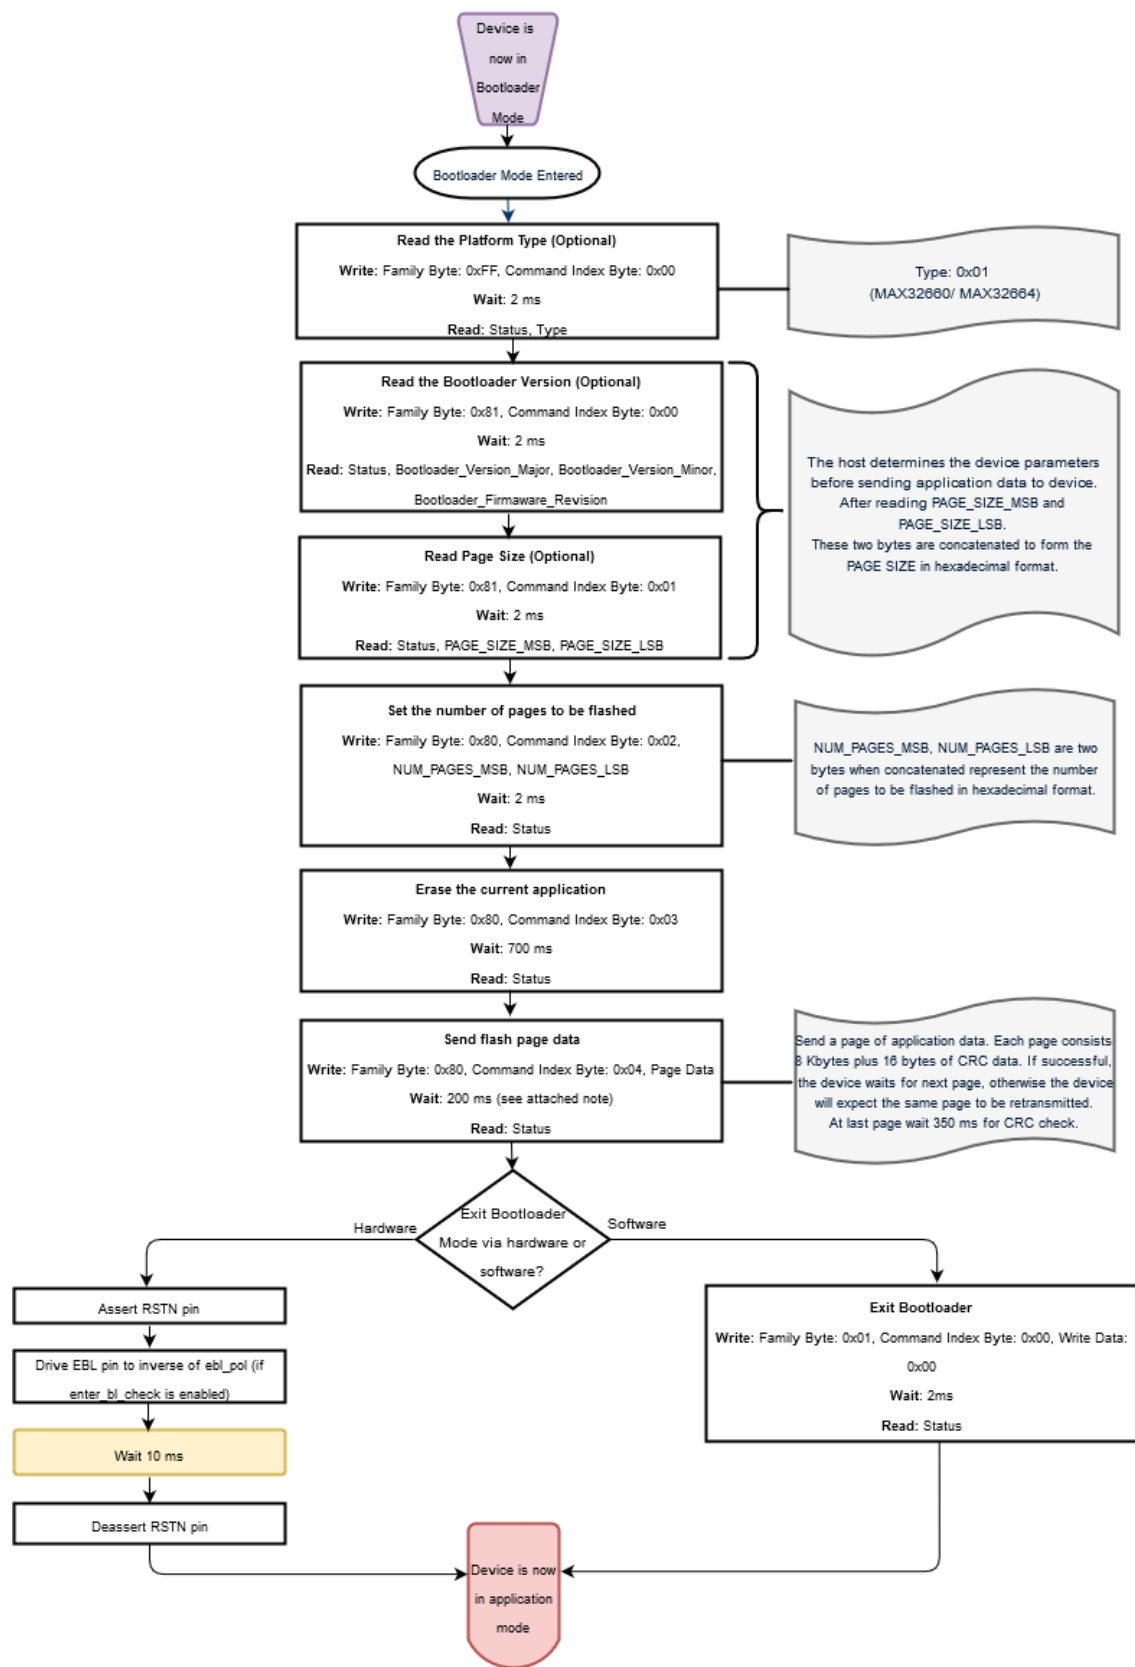 Device is
now in
Bootloader
Mode
Bootloader Mode Entered
Read the Platform Type (Optional)
Write: Family Byte: 0xFF, Command Index Byte: 0x00
Wait: 2 ms
Read: Status, Type
Type: 0x01
(MAX32660/ MAX32664)
Read the Bootloader Version (Optional)
Write: Family Byte: 0x81, Command Index Byte: 0x00
Wait: 2 ms
Read: Status, Bootloader_Version_Major, Bootloader_Version_Minor,
Bootloader_Firmaware_Revision
Read Page Size (Optional)
Write: Family Byte: 0x81, Command Index Byte: 0x01
Wait: 2 ms
Read: Status, PAGE_SIZE_MSB, PAGE_SIZE_LSB
The host determines the device parameters
before sending application data to device.
After reading PAGE_SIZE_MSB and
PAGE_SIZE_LSB.
These two bytes are concatenated to form the
PAGE SIZE in hexadecimal format.
Set the number of pages to be flashed
Write: Family Byte: 0x80, Command Index Byte: 0x02,
NUM_PAGES_MSB, NUM_PAGES_LSB
Wait: 2 ms
Read: Status
NUM_PAGES_MSB, NUM_PAGES_LSB are two
bytes when concatenated represent the number
of pages to be flashed in hexadecimal format.
Erase the current application
Write: Family Byte: 0x80, Command Index Byte: 0x03
Wait: 700 ms
Read: Status
Send flash page data
Write: Family Byte: 0x80, Command Index Byte: 0x04, Page Data
Wait: 200 ms (see attached note)
Read: Status
Send a page of application data. Each page consists
8 Kbytes plus 16 bytes of CRC data. If successful,
the device waits for next page, otherwise the device
will expect the same page to be retransmitted.
At last page wait 350 ms for CRC check.
Exit Bootloader
Mode via hardware or
software?
Hardware
Software
Assert RSTN pin
Drive EBL pin to inverse of ebl_pol (if
enter_bl_check is enabled)
Wait 10 ms
Deassert RSTN pin
Exit Bootloader
Write: Family Byte: 0x01, Command Index Byte: 0x00, Write Data:
0x00
Wait: 2ms
Read: Status
Device is now
in application
mode